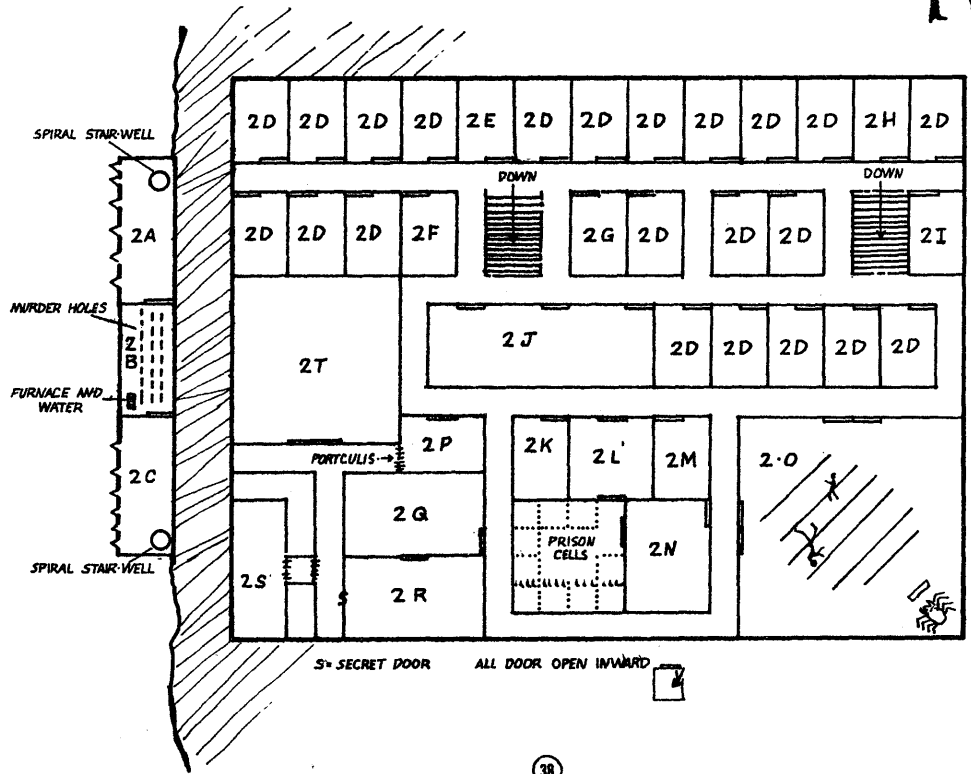 2D 2D 2D 2D 2E 2D 2D 2D 2D 2D 2D 2H 2D
SPIRAL STAIR-WELL
DOWN DOWN
2A
2D 2D 2D 2F 2G 2D 2D 2D 2I
MURDER HOLES
2
B
2T
2J
2D 2D 2D 2D 2D
FURNACE AND
WATER
2P 2K 2L 2M 2·O
PORTCULIS
2C
2Q
PRISON
CELLS
2N
SPIRAL STAIR-WELL
2S
S
2R
S= SECRET DOOR ALL DOOR OPEN INWARD
38